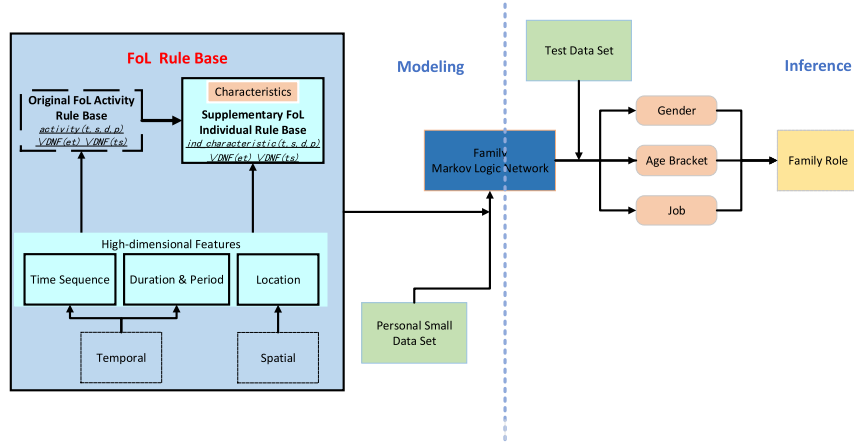 FoL Rule Base
Original FoL Activity
Rule Base
activity(t, s, d, p)
\/DNF(et) \/DNF(ts)
Characteristics
Supplementary FoL
Individual Rule Base
ind characteristic(t, s, d, p)
\/DNF(et) \/DNF(ts)
High-dimensional Features
Time Sequence
Duration & Period
Location
Temporal
Spatial
Modeling
Family
Markov Logic Network
Personal Small
Data Set
Test Data Set
Inference
Gender
Age Bracket
Job
Family Role